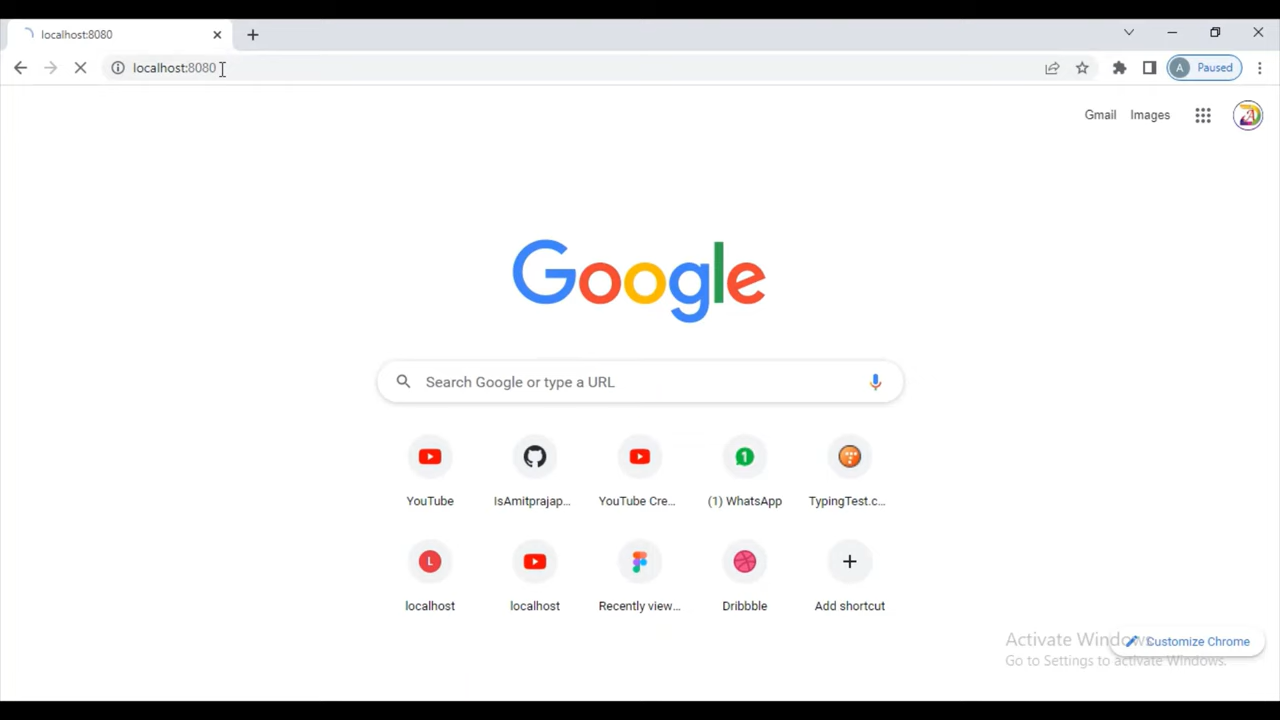 localhost:8080
localhost:8080
A Paused
Gmail Images
Google
Search Google or type a URL
YouTube IsAmitprajap... YouTube Cre... (1) WhatsApp TypingTest.c...
L
localhost localhost Recently view... Dribbble Add shortcut
Activate Windows
Customize Chrome
Go to Settings to activate Windows.